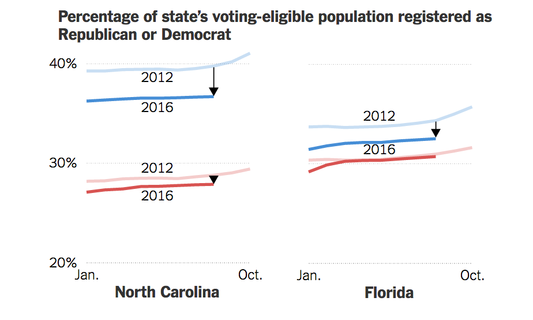 Percentage of state's voting-eligible population registered as
Republican or Democrat
40%
2012
2016
2012
30%
2012
2016
2016
20%
Jan.
Oct.
Jan.
Oct.
North Carolina
Florida